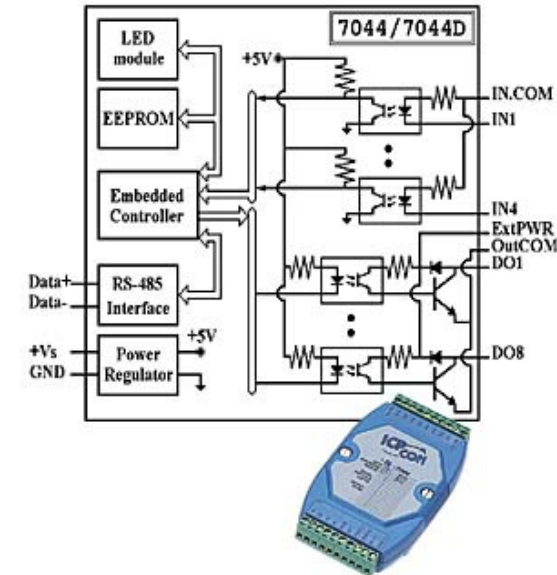 7044/7044D
LED
module
+5V
EEPROM
IN.COM
IN1
Embedded
Controller
IN4
ExtPWR
OutCOM
DO1
Data+
Data-
RS-485
Interface
+5V
+Vs
GND
Power
Regulator
DO8
ICP
CON